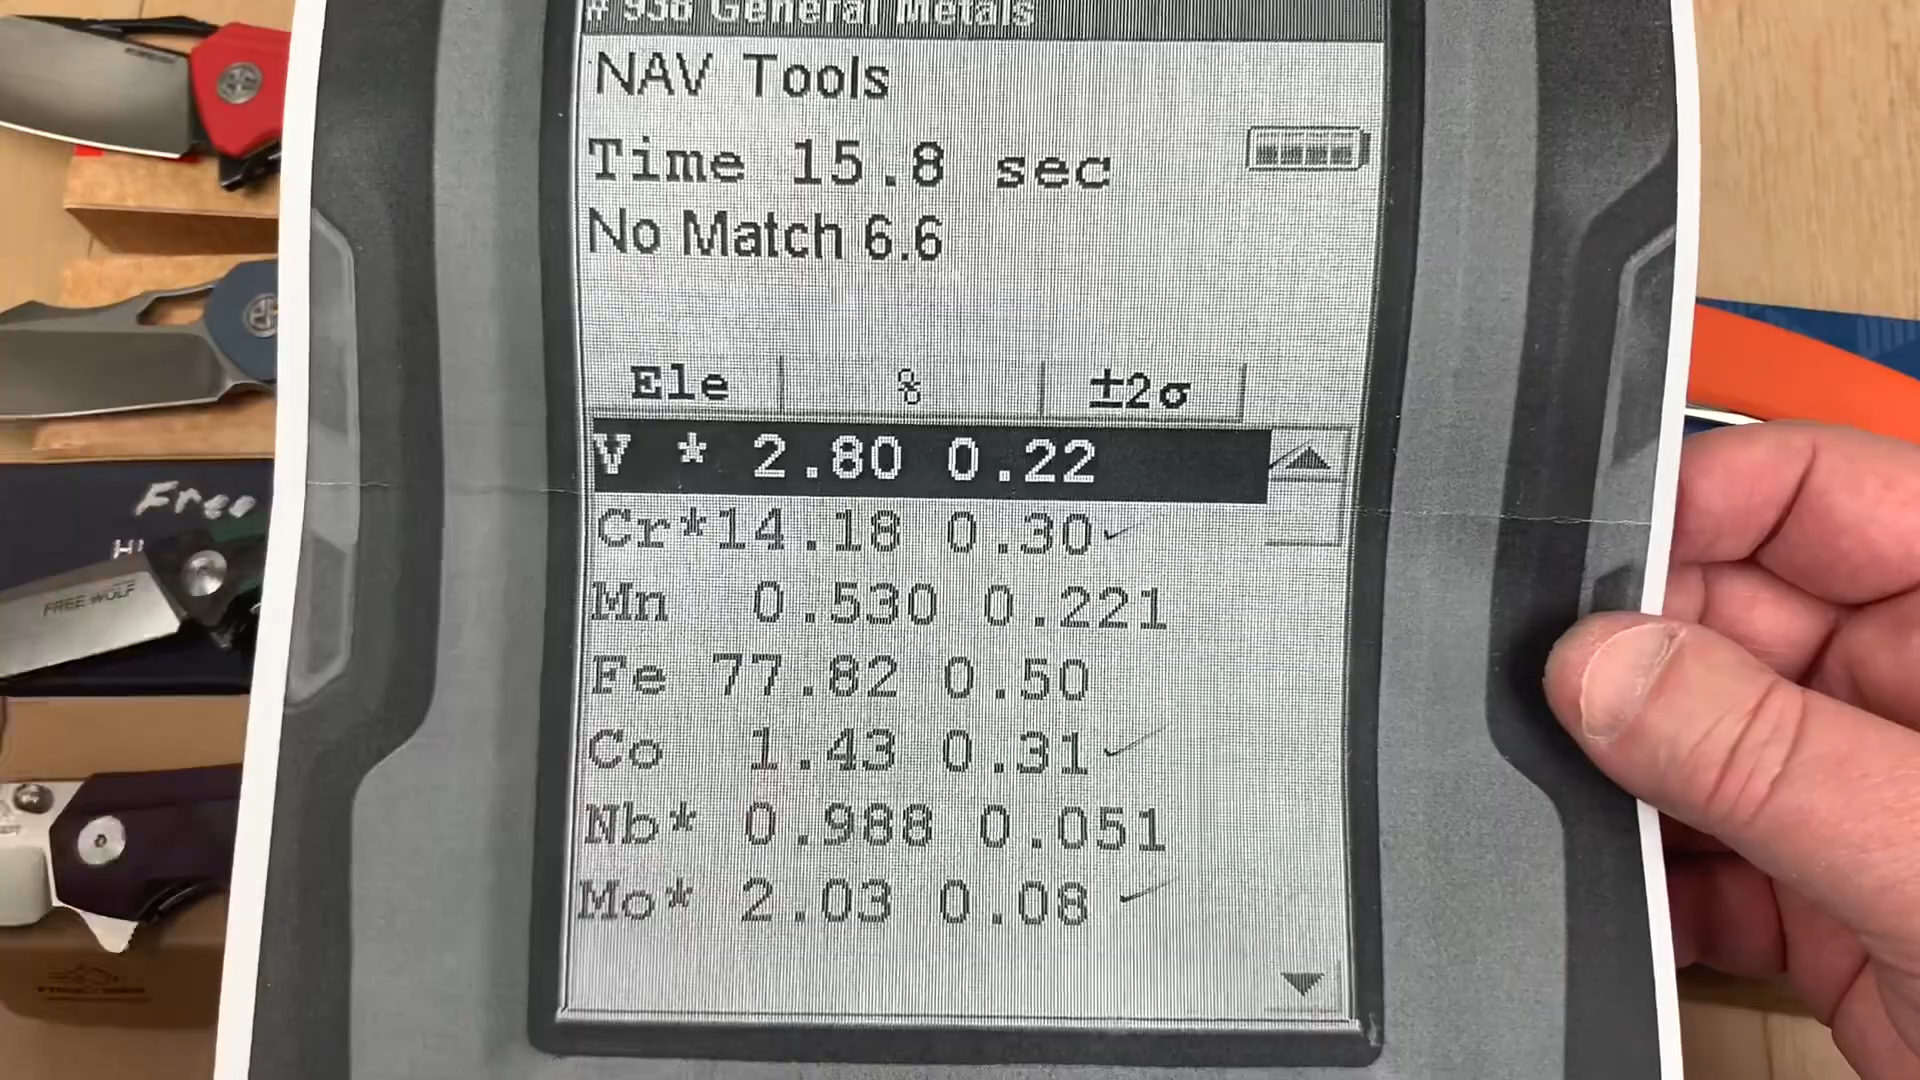 # 936 General Metals
NAV Tools
Time 15.8 sec
No Match 6.6
Ele % ±2σ
V * 2.80 0.22
Cr*14.18 0.30✓
Mn 0.530 0.221
Fe 77.82 0.50
Co 1.43 0.31✓
Nb* 0.988 0.051
Mo* 2.03 0.08 ✓
Free
FREE WOLF